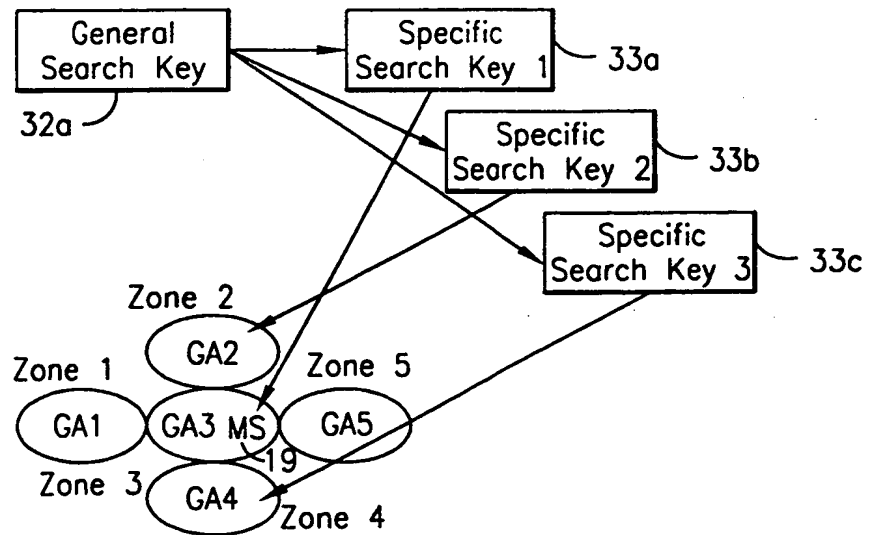 General
Search Key
32a
Specific
Search Key 1
33a
Specific
Search Key 2
33b
Specific
Search Key 3
33c
Zone 2
GA2
Zone 1
Zone 5
GA1
GA3 MS
GA5
19
Zone 3
GA4
Zone 4